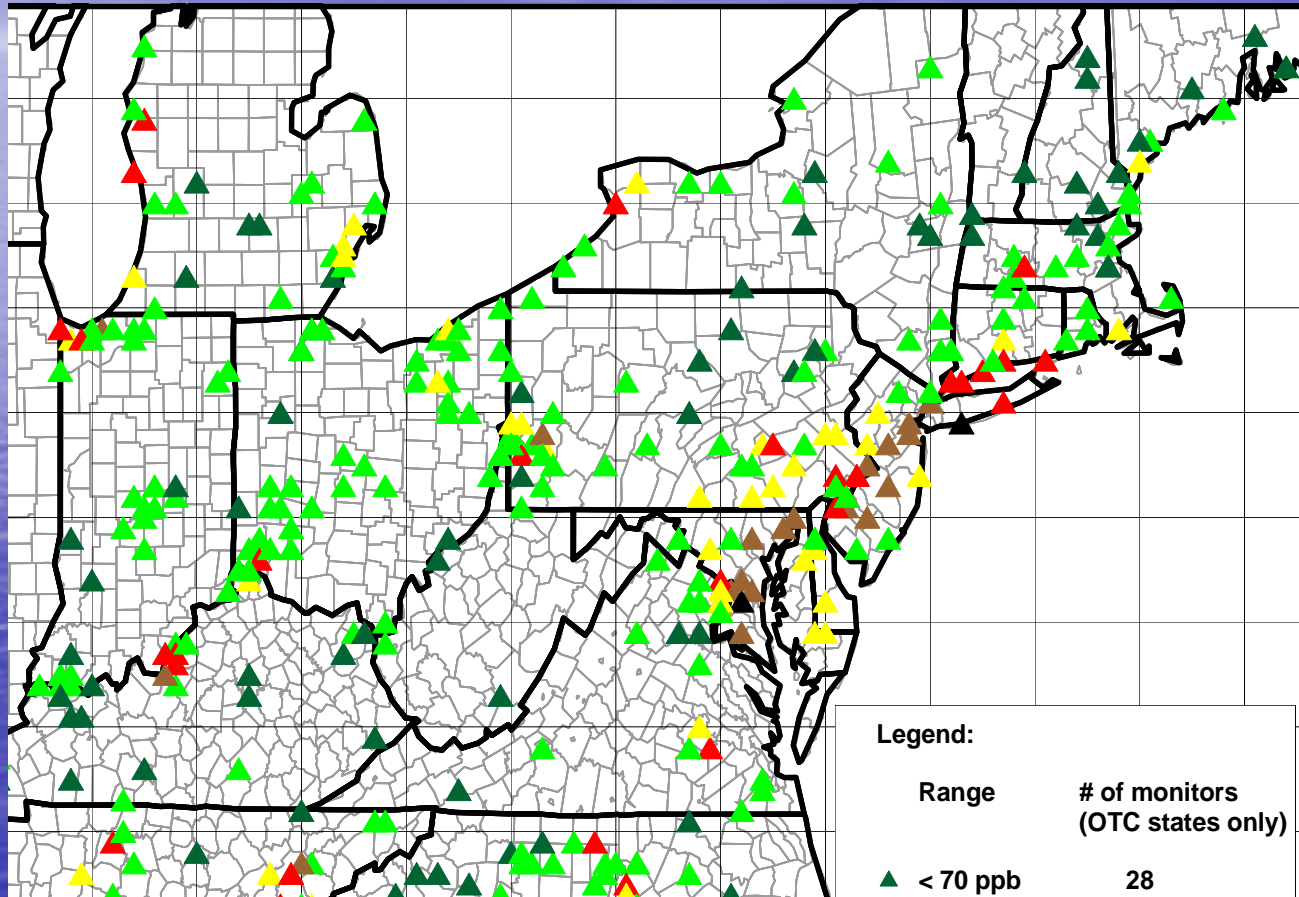 Legend:
Range # of monitors
(OTC states only)
< 70 ppb 28